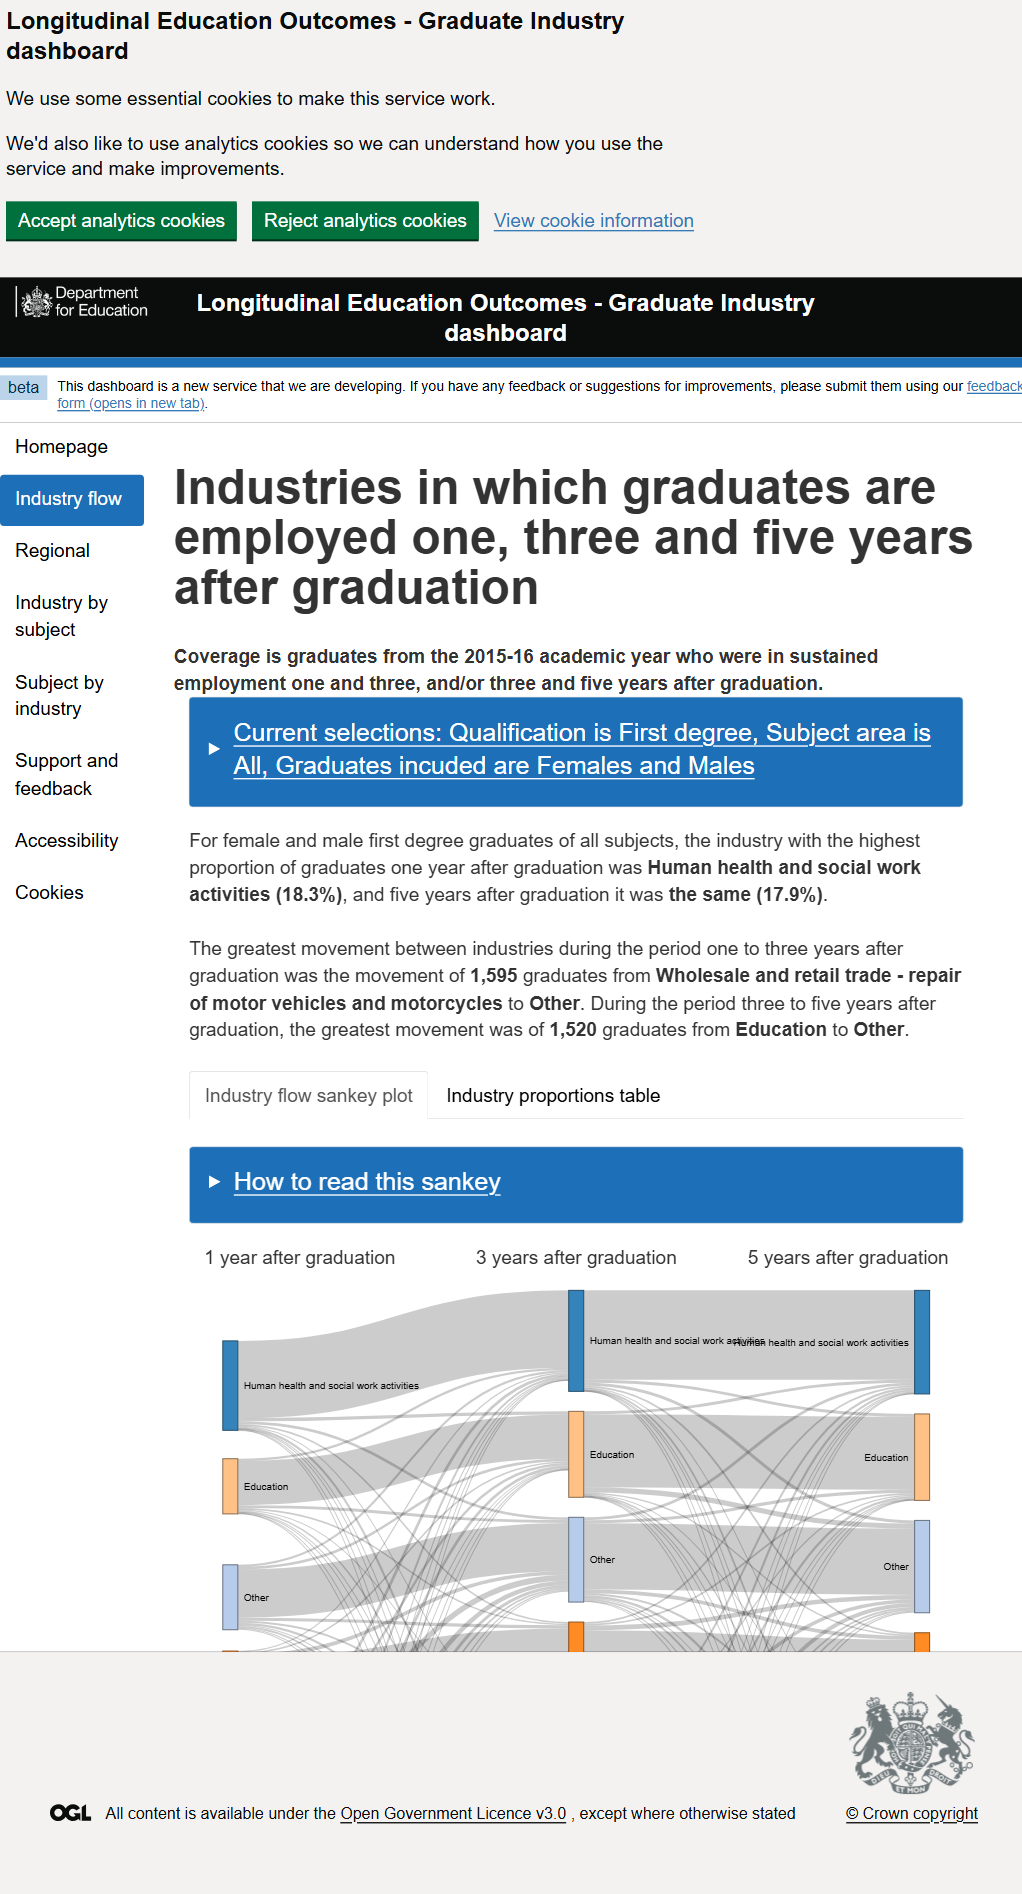 Longitudinal Education Outcomes - Graduate Industry
dashboard
We use some essential cookies to make this service work.
We'd also like to use analytics cookies so we can understand how you use the
service and make improvements.
Accept analytics cookies
Reject analytics cookies
View cookie information
Department
for Education
Longitudinal Education Outcomes - Graduate Industry
dashboard
beta
This dashboard is a new service that we are developing. If you have any feedback or suggestions for improvements, please submit them using our feedback
form (opens in new tab).
Homepage
Industry flow
Regional
Industry by
subject
Subject by
industry
Support and
feedback
Accessibility
Cookies
Industries in which graduates are
employed one, three and five years
after graduation
Coverage is graduates from the 2015-16 academic year who were in sustained
employment one and three, and/or three and five years after graduation.
Current selections: Qualification is First degree, Subject area is
All, Graduates incuded are Females and Males
For female and male first degree graduates of all subjects, the industry with the highest
proportion of graduates one year after graduation was Human health and social work
activities (18.3%), and five years after graduation it was the same (17.9%).
The greatest movement between industries during the period one to three years after
graduation was the movement of 1,595 graduates from Wholesale and retail trade - repair
of motor vehicles and motorcycles to Other. During the period three to five years after
graduation, the greatest movement was of 1,520 graduates from Education to Other.
Industry flow sankey plot
Industry proportions table
How to read this sankey
1 year after graduation
3 years after graduation
5 years after graduation
Human health and social work activities
Human health and social work activities
Human health and social work activities
Education
Education
Education
Other
Other
Other
OGL
All content is available under the Open Government Licence v3.0 , except where otherwise stated
© Crown copyright